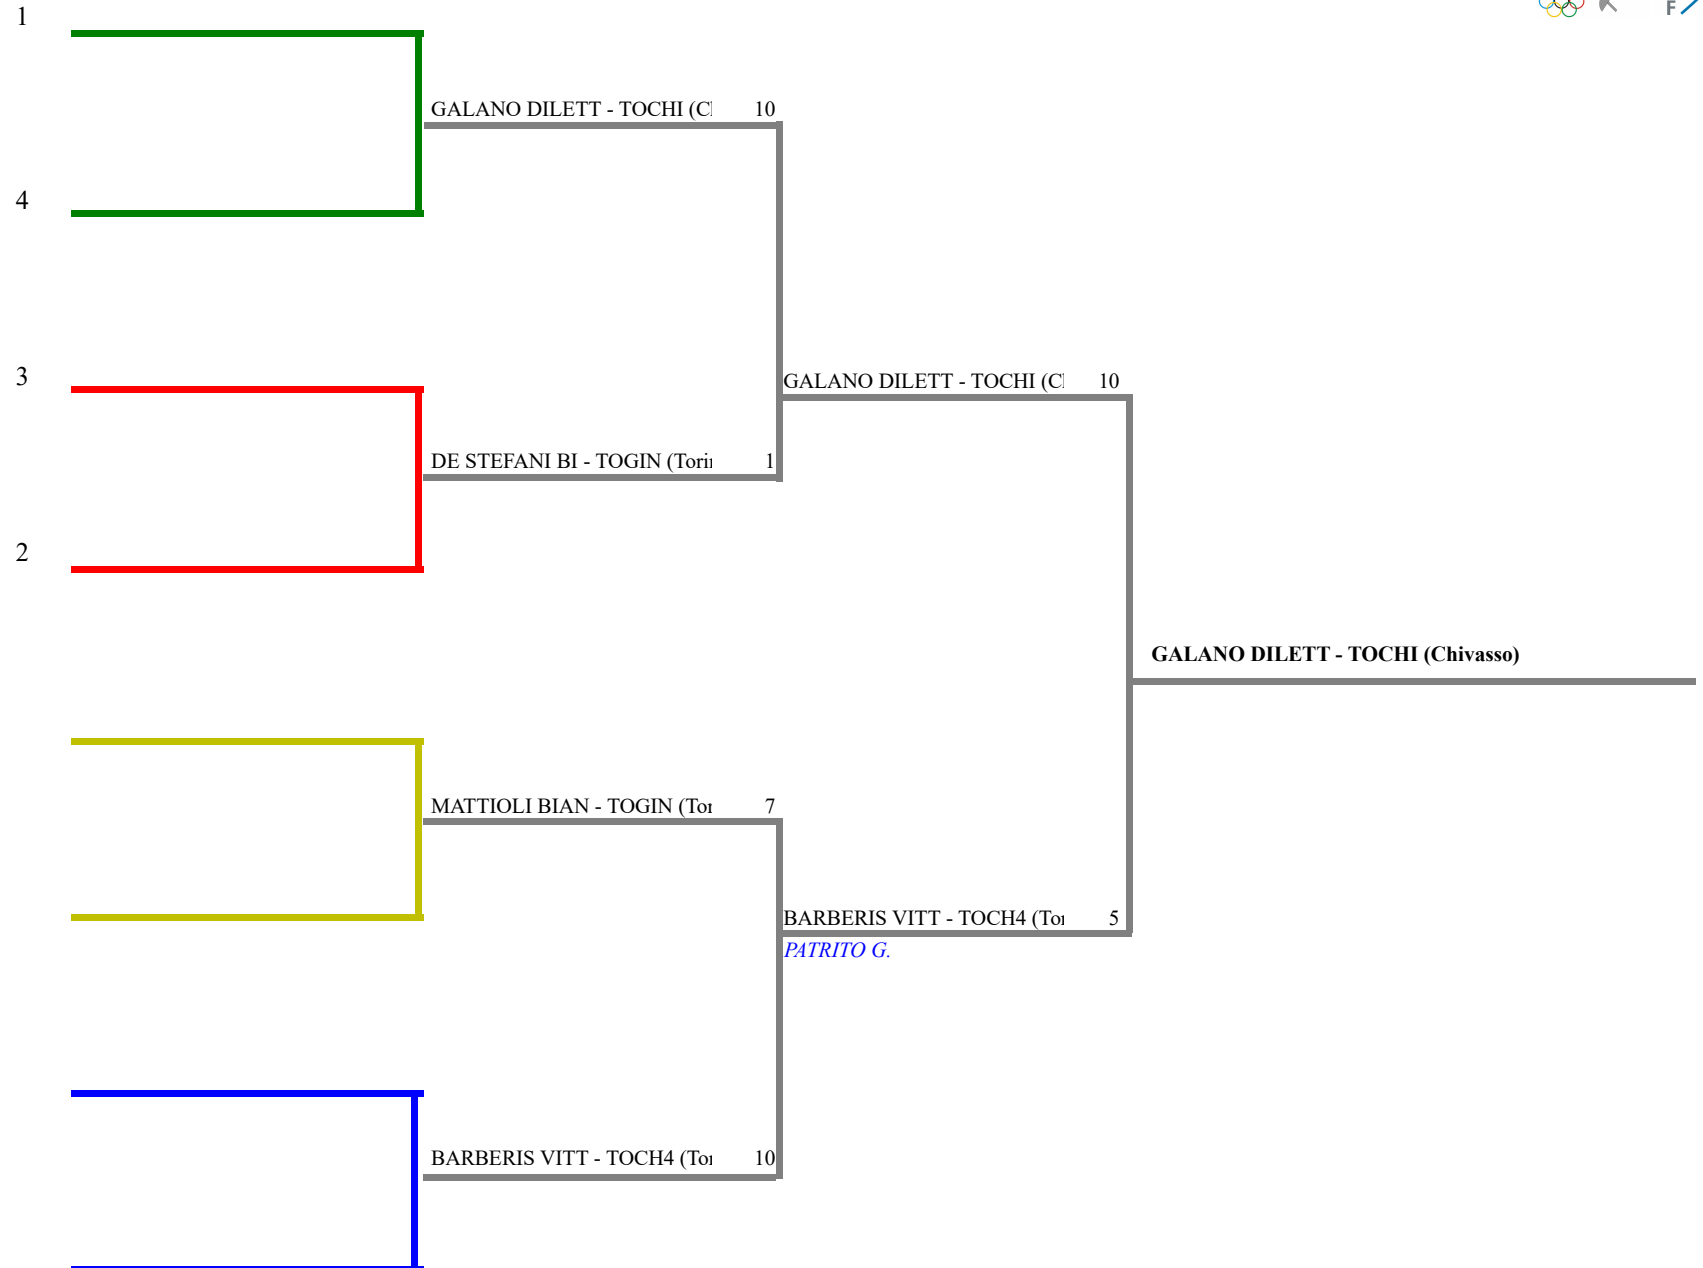 1
GALANO DILETT - TOCHI (C 10
4
3
GALANO DILETT - TOCHI (C 10
DE STEFANI BI - TOGIN (Tori 1
2
GALANO DILETT - TOCHI (Chivasso)
MATTIOLI BIAN - TOGIN (To 7
BARBERIS VITT - TOCH4 (To 5
PATRITO G.
BARBERIS VITT - TOCH4 (To 10
F